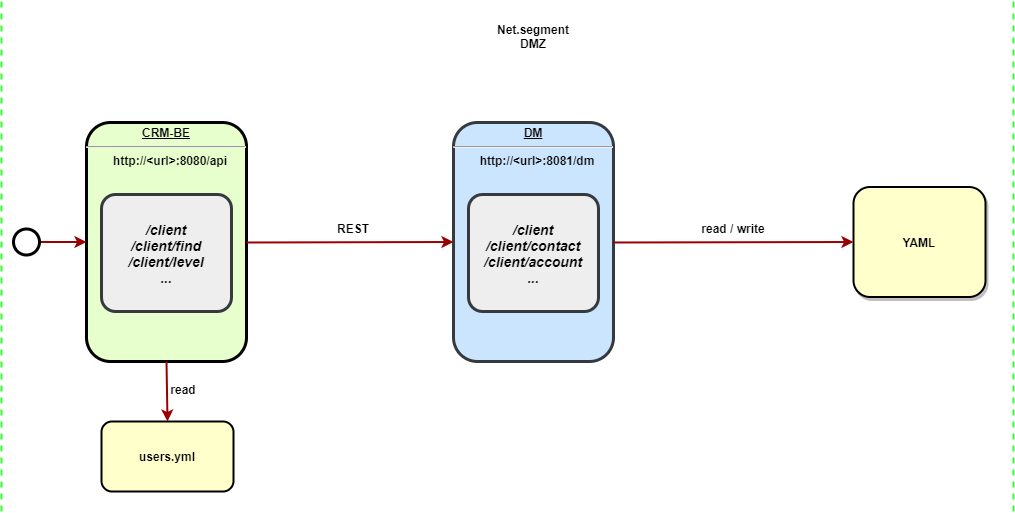 Net.segment
DMZ
CRM-BE
http://<url>:8080/api
/client
/client/find
/client/level
...
REST
DM
http://<url>:8081/dm
/client
/client/contact
/client/account
...
read / write
YAML
read
users.yml